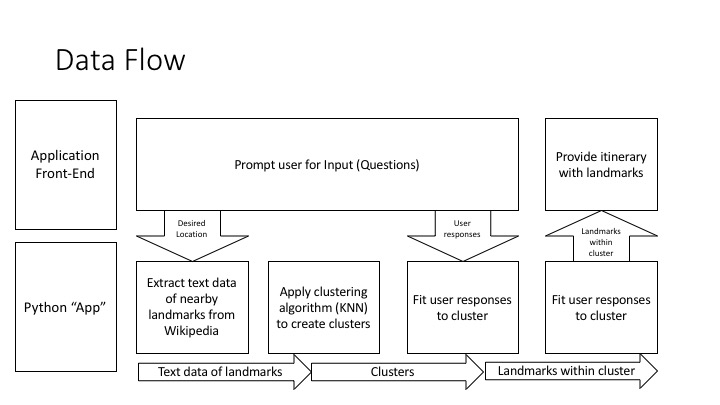 Data Flow
Application
Front-End
Prompt user for Input (Questions)
Provide itinerary
with landmarks
Desired
Location
User
responses
Landmarks
within
cluster
Python “App”
Extract text data
of nearby
landmarks from
Wikipedia
Apply clustering
algorithm (KNN)
to create clusters
Fit user responses
to cluster
Fit user responses
to cluster
Text data of landmarks
Clusters
Landmarks within cluster